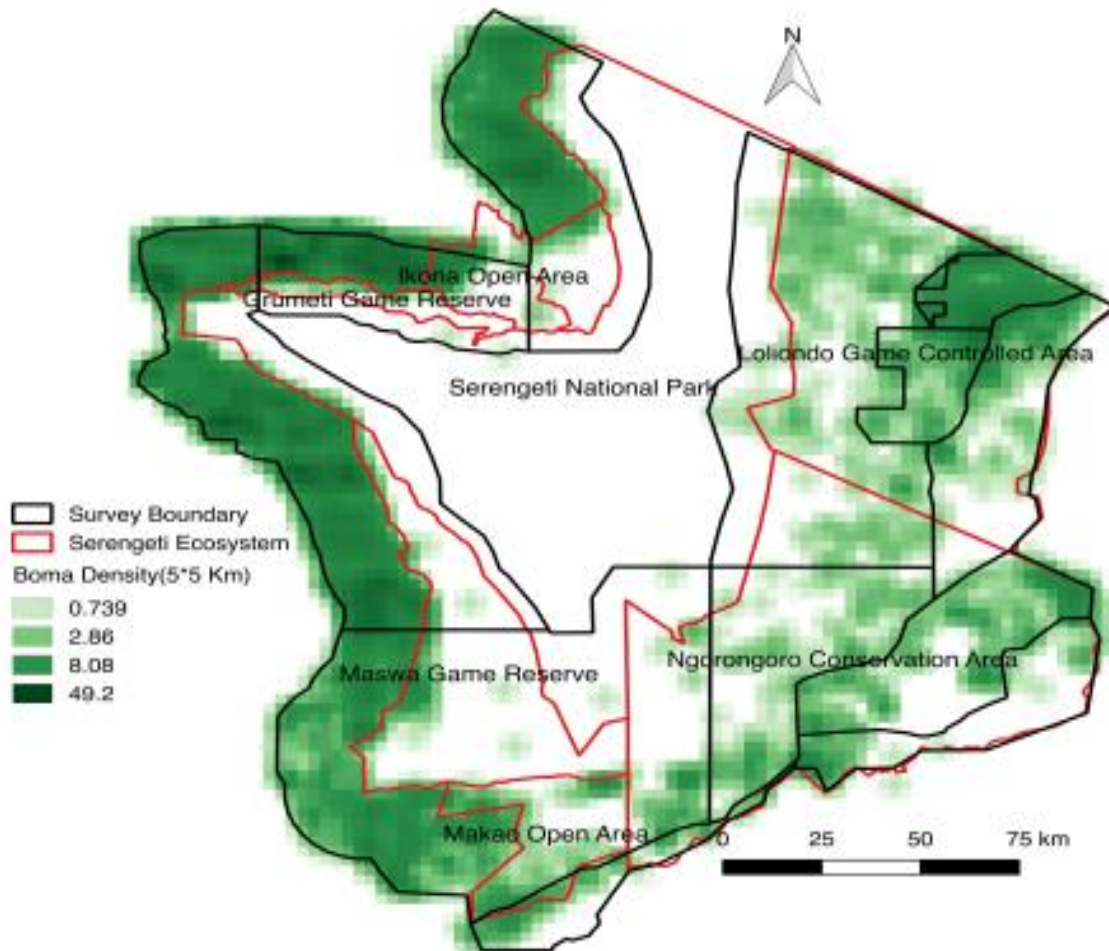 N
Ikona Open Area
Grumeti Game Reserve
Loliondo Game Controlled Area
Serengeti National Park
Survey Boundary
Serengeti Ecosystem
Boma Density(5*5 Km)
0.739
2.86
8.08
49.2
Maswa Game Reserve
Ngorongoro Conservation Area
Makao Open Area
0 25 50 75 km